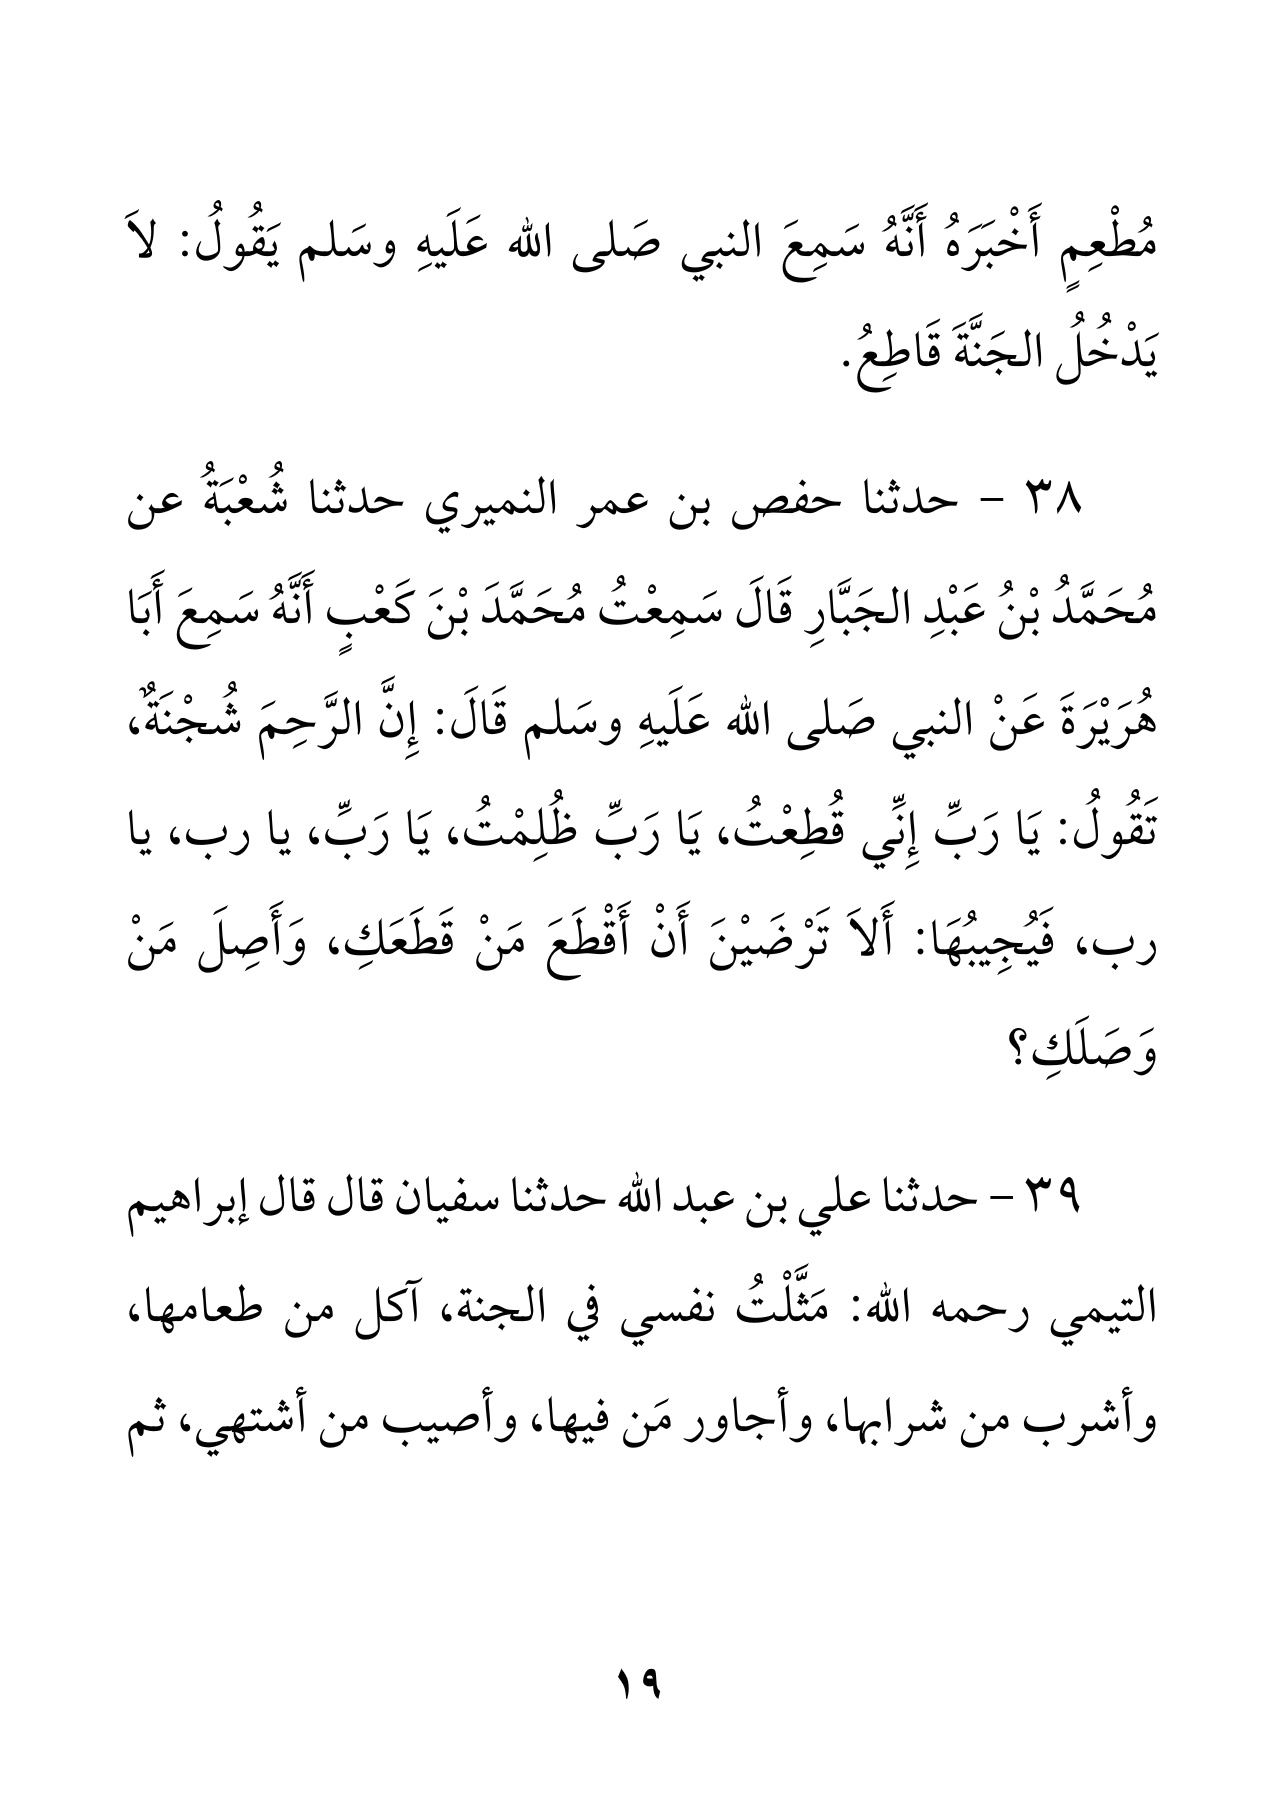 مُطْعِمٍ أَخْبَرَهُ أَنَّهُ سَمِعَ النبي صَلى الله عَلَيهِ وسَلم يَقُولُ: لاَ
يَدْخُلُ الجَنَّةَ قَاطِعُ.
٣٨ – حدثنا حفص بن عمر النميري حدثنا شُعْبَةُ عن
مُحَمَّدُ بْنُ عَبْدِ الجَبَّارِ قَالَ سَمِعْتُ مُحَمَّدَ بْنَ كَعْبٍ أَنَّهُ سَمِعَ أَبَا
هُرَيْرَةَ عَنْ النبي صَلى الله عَلَيهِ وسَلم قَالَ: إِنَّ الرَّحِمَ شُجْنَةٌ،
تَقُولُ: يَا رَبِّ إِنِّي قُطِعْتُ، يَا رَبِّ ظُلِمْتُ، يَا رَبِّ، يا رب، يا
رب، فَيُجِيبُهَا: أَلاَ تَرْضَيْنَ أَنْ أَقْطَعَ مَنْ قَطَعَكِ، وَأَصِلَ مَنْ
وَصَلَكِ؟
٣٩ – حدثنا علي بن عبد الله حدثنا سفيان قال قال إبراهيم
التيمي رحمه الله: مَثَّلْتُ نفسي في الجنة، آكل من طعامها،
وأشرب من شرابها، وأجاور مَن فيها، وأصيب من أشتهي، ثم
١٩